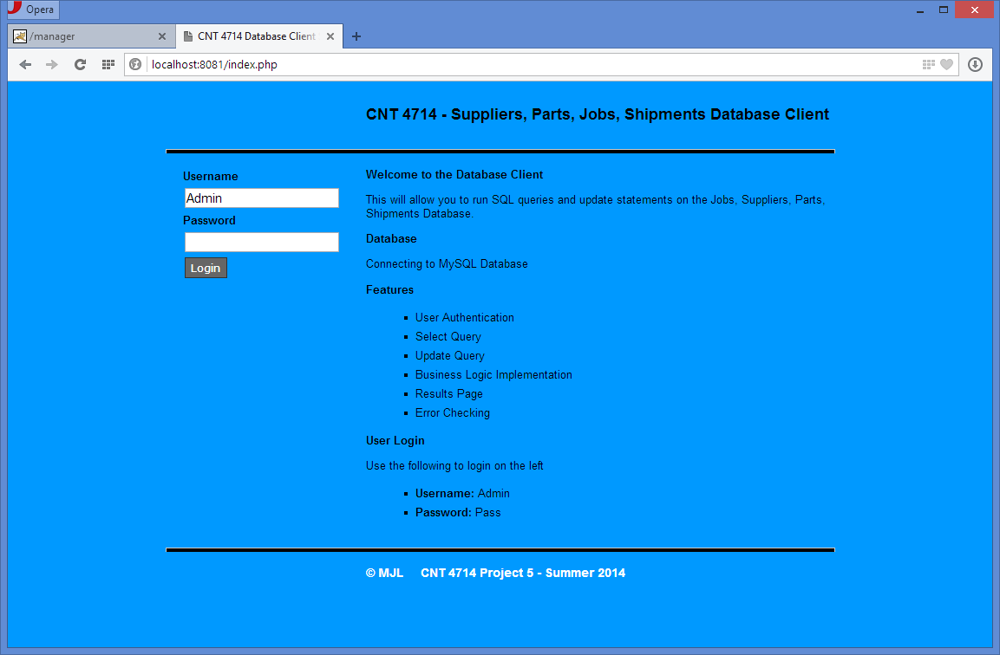 Opera
/manager
CNT 4714 Database Client
localhost:8081/index.php
CNT 4714 - Suppliers, Parts, Jobs, Shipments Database Client
Username
Admin
Password
Login
Welcome to the Database Client
This will allow you to run SQL queries and update statements on the Jobs, Suppliers, Parts,
Shipments Database.
Database
Connecting to MySQL Database
Features
User Authentication
Select Query
Update Query
Business Logic Implementation
Results Page
Error Checking
User Login
Use the following to login on the left
Username: Admin
Password: Pass
© MJL CNT 4714 Project 5 - Summer 2014